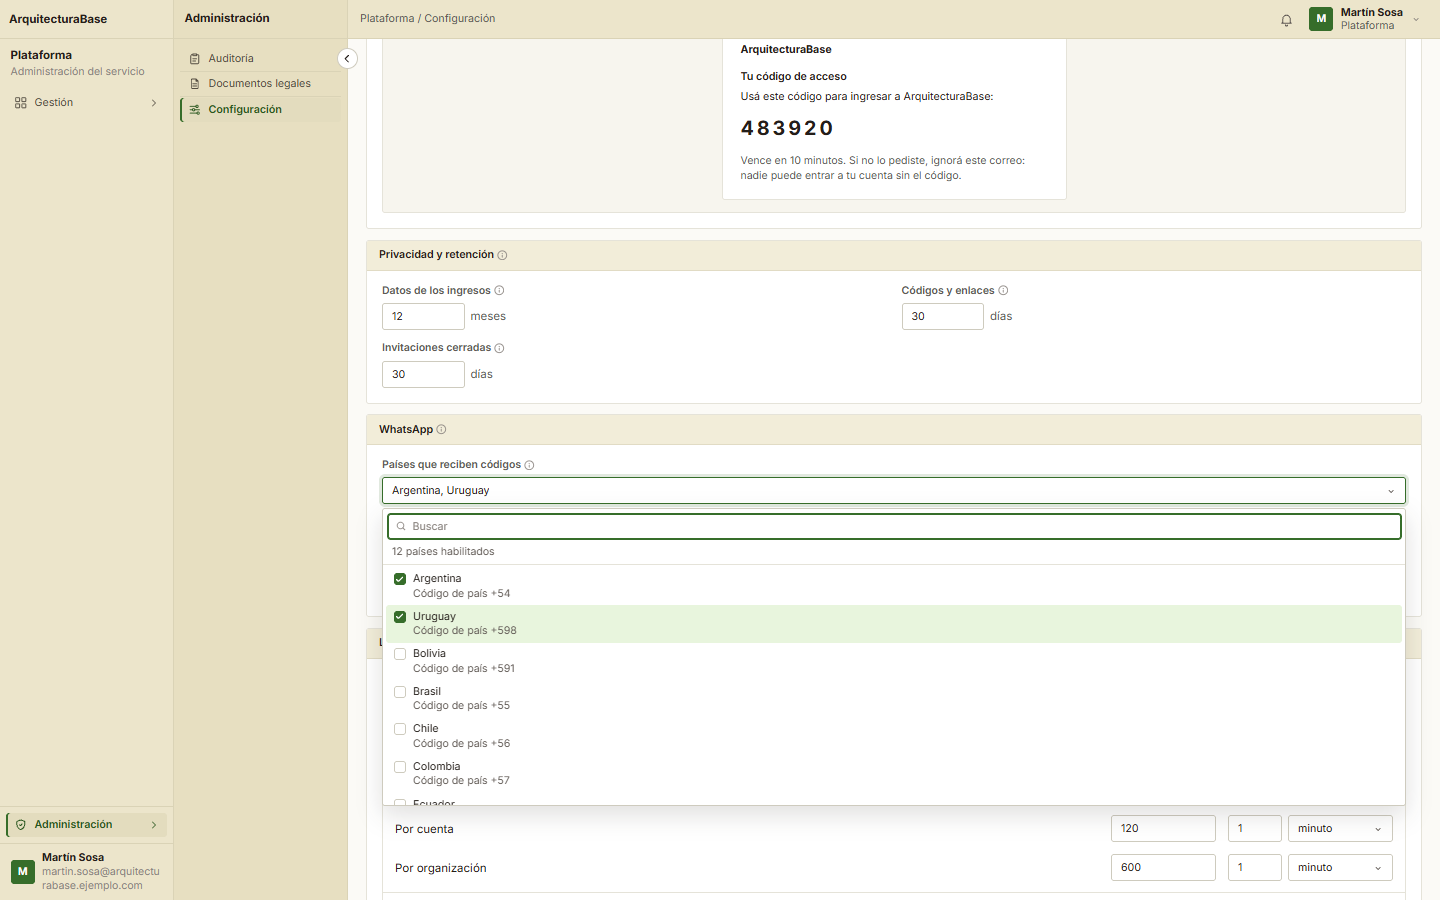 ArquitecturaBase
Plataforma
Administración del servicio
Gestión
Administración
Martín Sosa
martin.sosa@arquitectu
rabase.ejemplo.com
Administración
Auditoría
Documentos legales
Configuración
Plataforma / Configuración
M
Martín Sosa
Plataforma
ArquitecturaBase
Tu código de acceso
Usá este código para ingresar a ArquitecturaBase:
483920
Vence en 10 minutos. Si no lo pediste, ignorá este correo:
nadie puede entrar a tu cuenta sin el código.
Privacidad y retención
Datos de los ingresos
12 meses
Códigos y enlaces
30 días
Invitaciones cerradas
30 días
WhatsApp
Países que reciben códigos
Argentina, Uruguay
Buscar
12 países habilitados
Argentina
Código de país +54
Uruguay
Código de país +598
Bolivia
Código de país +591
Brasil
Código de país +55
Chile
Código de país +56
Colombia
Código de país +57
Ecuador
Por cuenta 120 1 minuto
Por organización 600 1 minuto
M